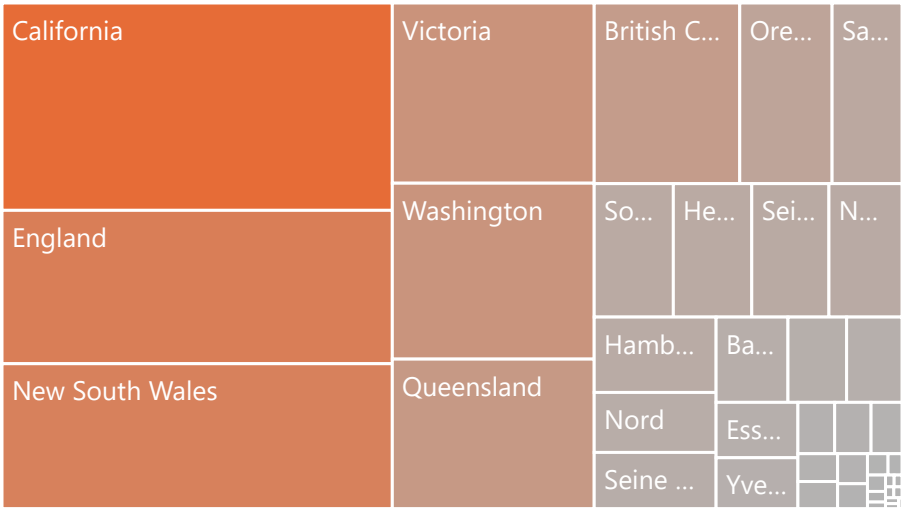 California
England
New South Wales
Victoria
Washington
Queensland
British C...
Ore...
Sa...
So...
He...
Sei...
N...
Hamb...
Nord
Seine ...
Ba...
Ess...
Yve...